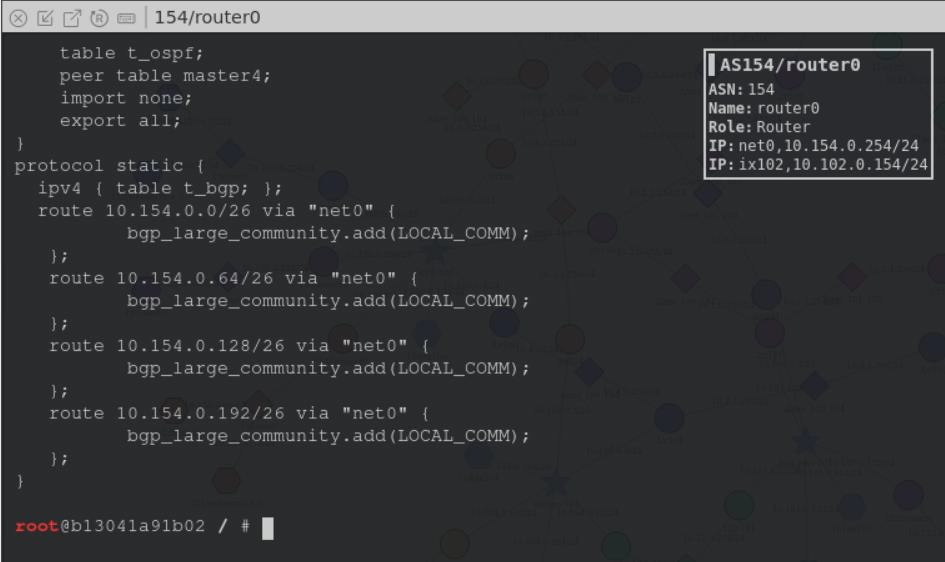 154/router0
table t_ospf;
peer table master4;
import none;
export all;
}
protocol static {
ipv4 { table t_bgp; };
route 10.154.0.0/26 via "net0" {
bgp_large_community.add(LOCAL_COMM);
};
route 10.154.0.64/26 via "net0" {
bgp_large_community.add(LOCAL_COMM);
};
route 10.154.0.128/26 via "net0" {
bgp_large_community.add(LOCAL_COMM);
};
route 10.154.0.192/26 via "net0" {
bgp_large_community.add(LOCAL_COMM);
};
}
root@b13041a91b02 / #
AS154/router0
ASN: 154
Name: router0
Role: Router
IP: net0,10.154.0.254/24
IP: ix102,10.102.0.154/24